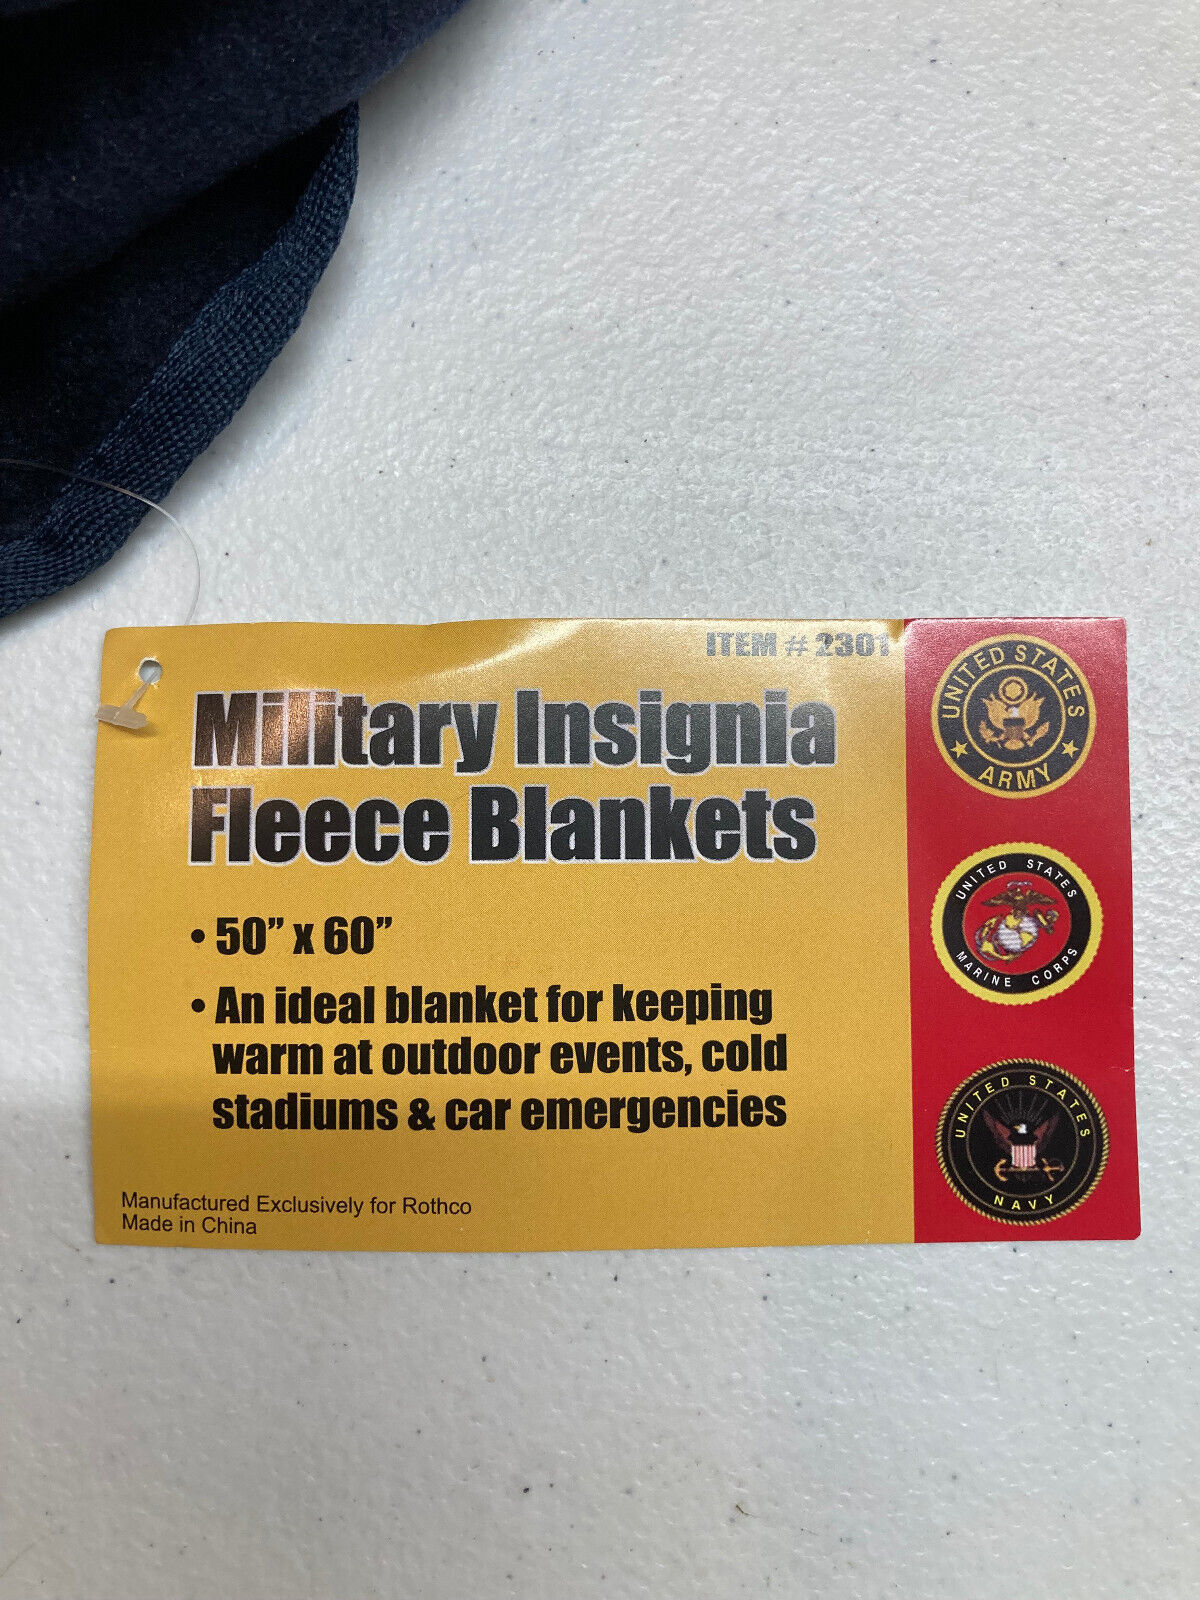 ITEM # 2301
Military Insignia
Fleece Blankets
• 50” x 60”
• An ideal blanket for keeping
warm at outdoor events, cold
stadiums & car emergencies
Manufactured Exclusively for Rothco
Made in China
UNITED STATES
ARMY
UNITED STATES
MARINE CORPS
UNITED STATES
NAVY